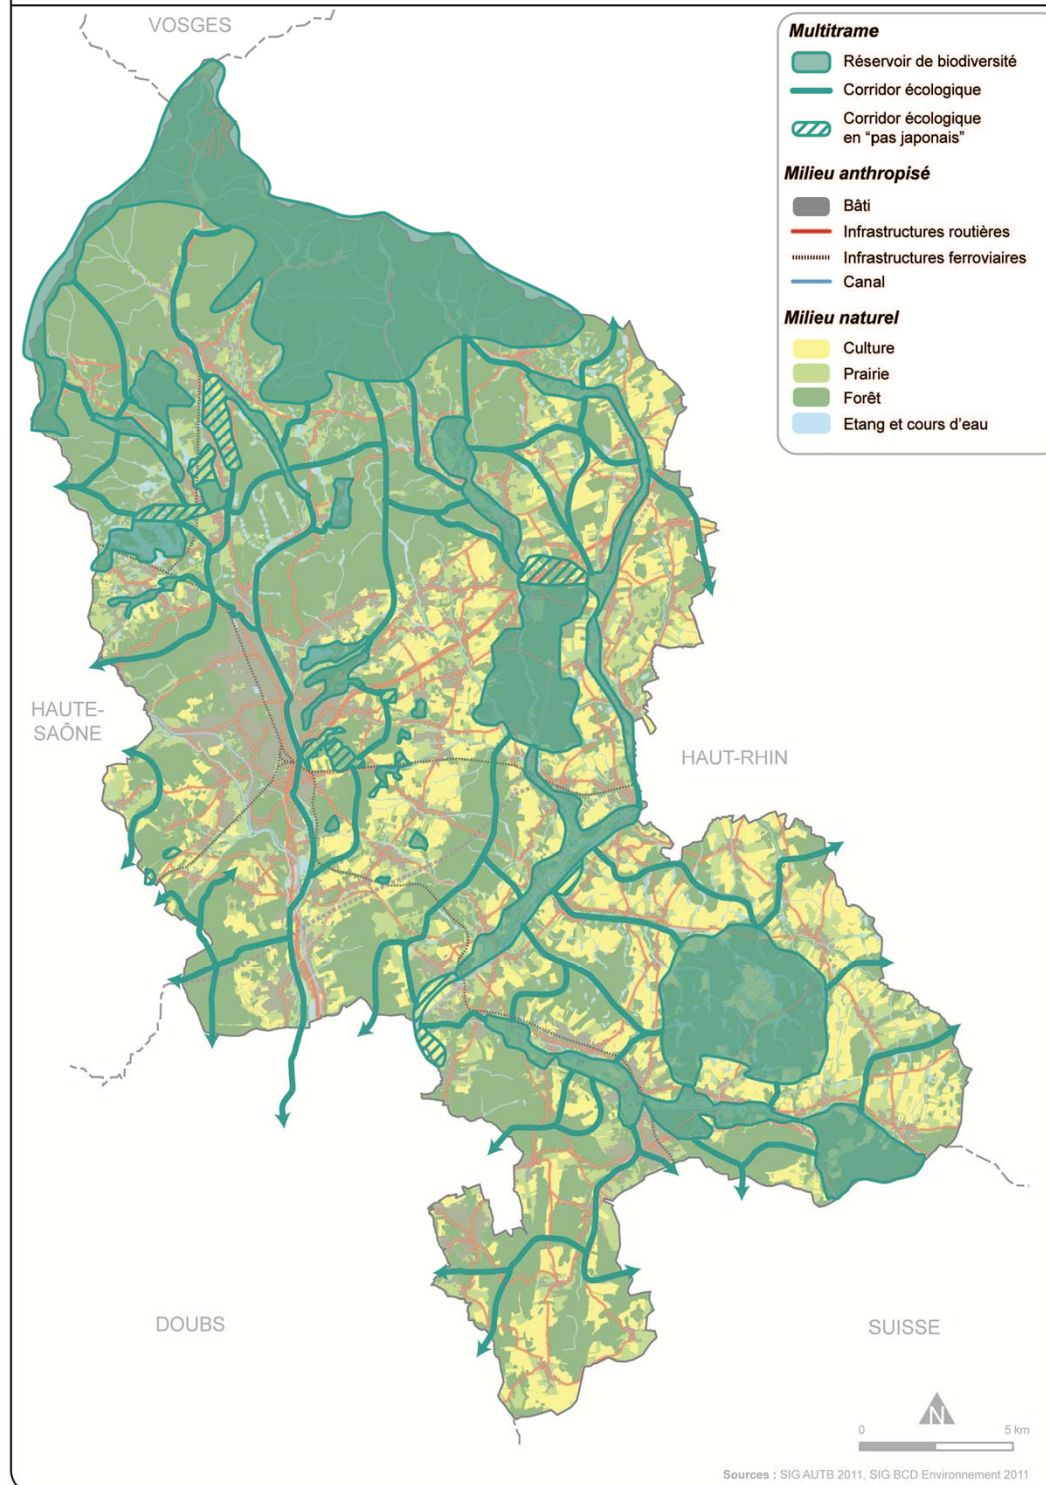 VOSGES
Multitrame
Réservoir de biodiversité
Corridor écologique
Corridor écologique
en "pas japonais"
Milieu anthropisé
Bâti
Infrastructures routières
Infrastructures ferroviaires
Canal
Milieu naturel
Culture
Prairie
Forêt
Etang et cours d'eau
HAUTE-
SAÔNE
HAUT-RHIN
DOUBS
SUISSE
N
0 5 km
Sources : SIG AUTB 2011, SIG BCD Environnement 2011